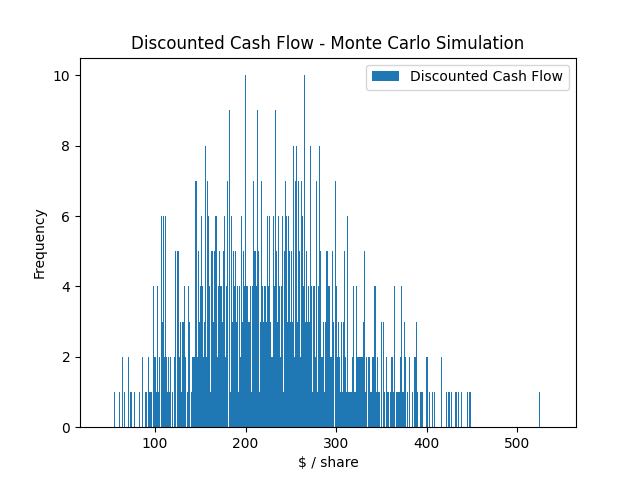 Discounted Cash Flow - Monte Carlo Simulation
Discounted Cash Flow
10
8
6
4
2
0
Frequency
100 200 300 400 500
$ / share